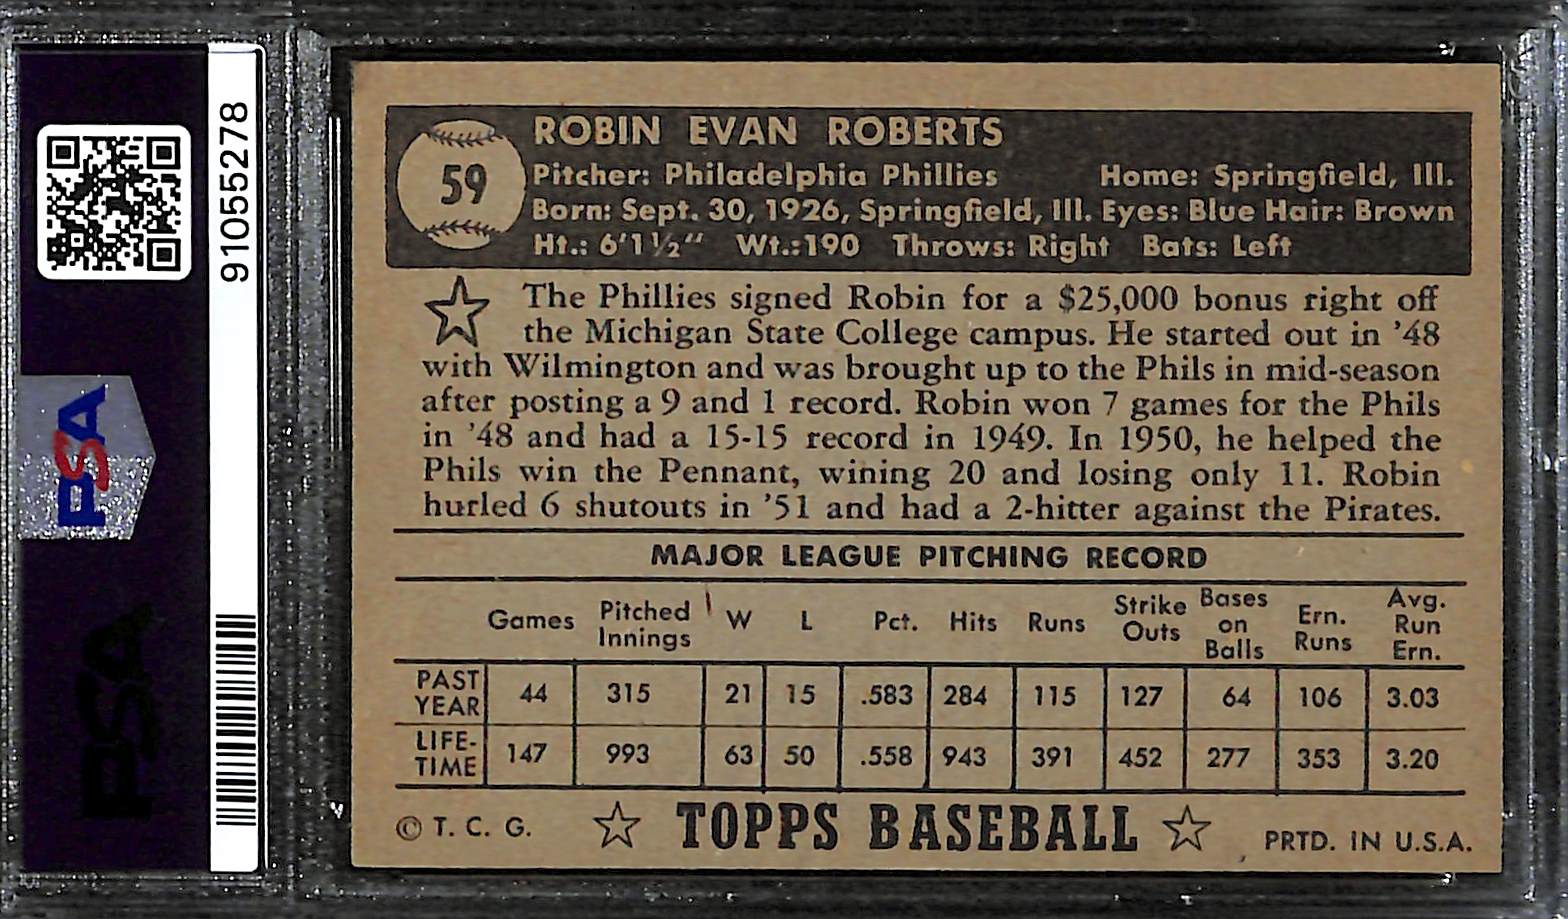 91055278
PSA
PSA
59
ROBIN EVAN ROBERTS
Pitcher: Philadelphia Phillies Home: Springfield, Ill.
Born: Sept. 30, 1926, Springfield, Ill. Eyes: Blue Hair: Brown
Ht.: 6'1½" Wt.:190 Throws: Right Bats: Left
The Phillies signed Robin for a $25,000 bonus right off
the Michigan State College campus. He started out in '48
with Wilmington and was brought up to the Phils in mid-season
after posting a 9 and 1 record. Robin won 7 games for the Phils
in '48 and had a 15-15 record in 1949. In 1950, he helped the
Phils win the Pennant, wining 20 and losing only 11. Robin
hurled 6 shutouts in '51 and had a 2-hitter against the Pirates.
MAJOR LEAGUE PITCHING RECORD
Games Pitched Innings W L Pct. Hits Runs Strike Outs Bases on Balls Ern. Runs Avg. Run Ern.
PAST YEAR 44 315 21 15 .583 284 115 127 64 106 3.03
LIFE-TIME 147 993 63 50 .558 943 391 452 277 353 3.20
© T. C. G. TOPPS BASEBALL PRTD. IN U.S.A.